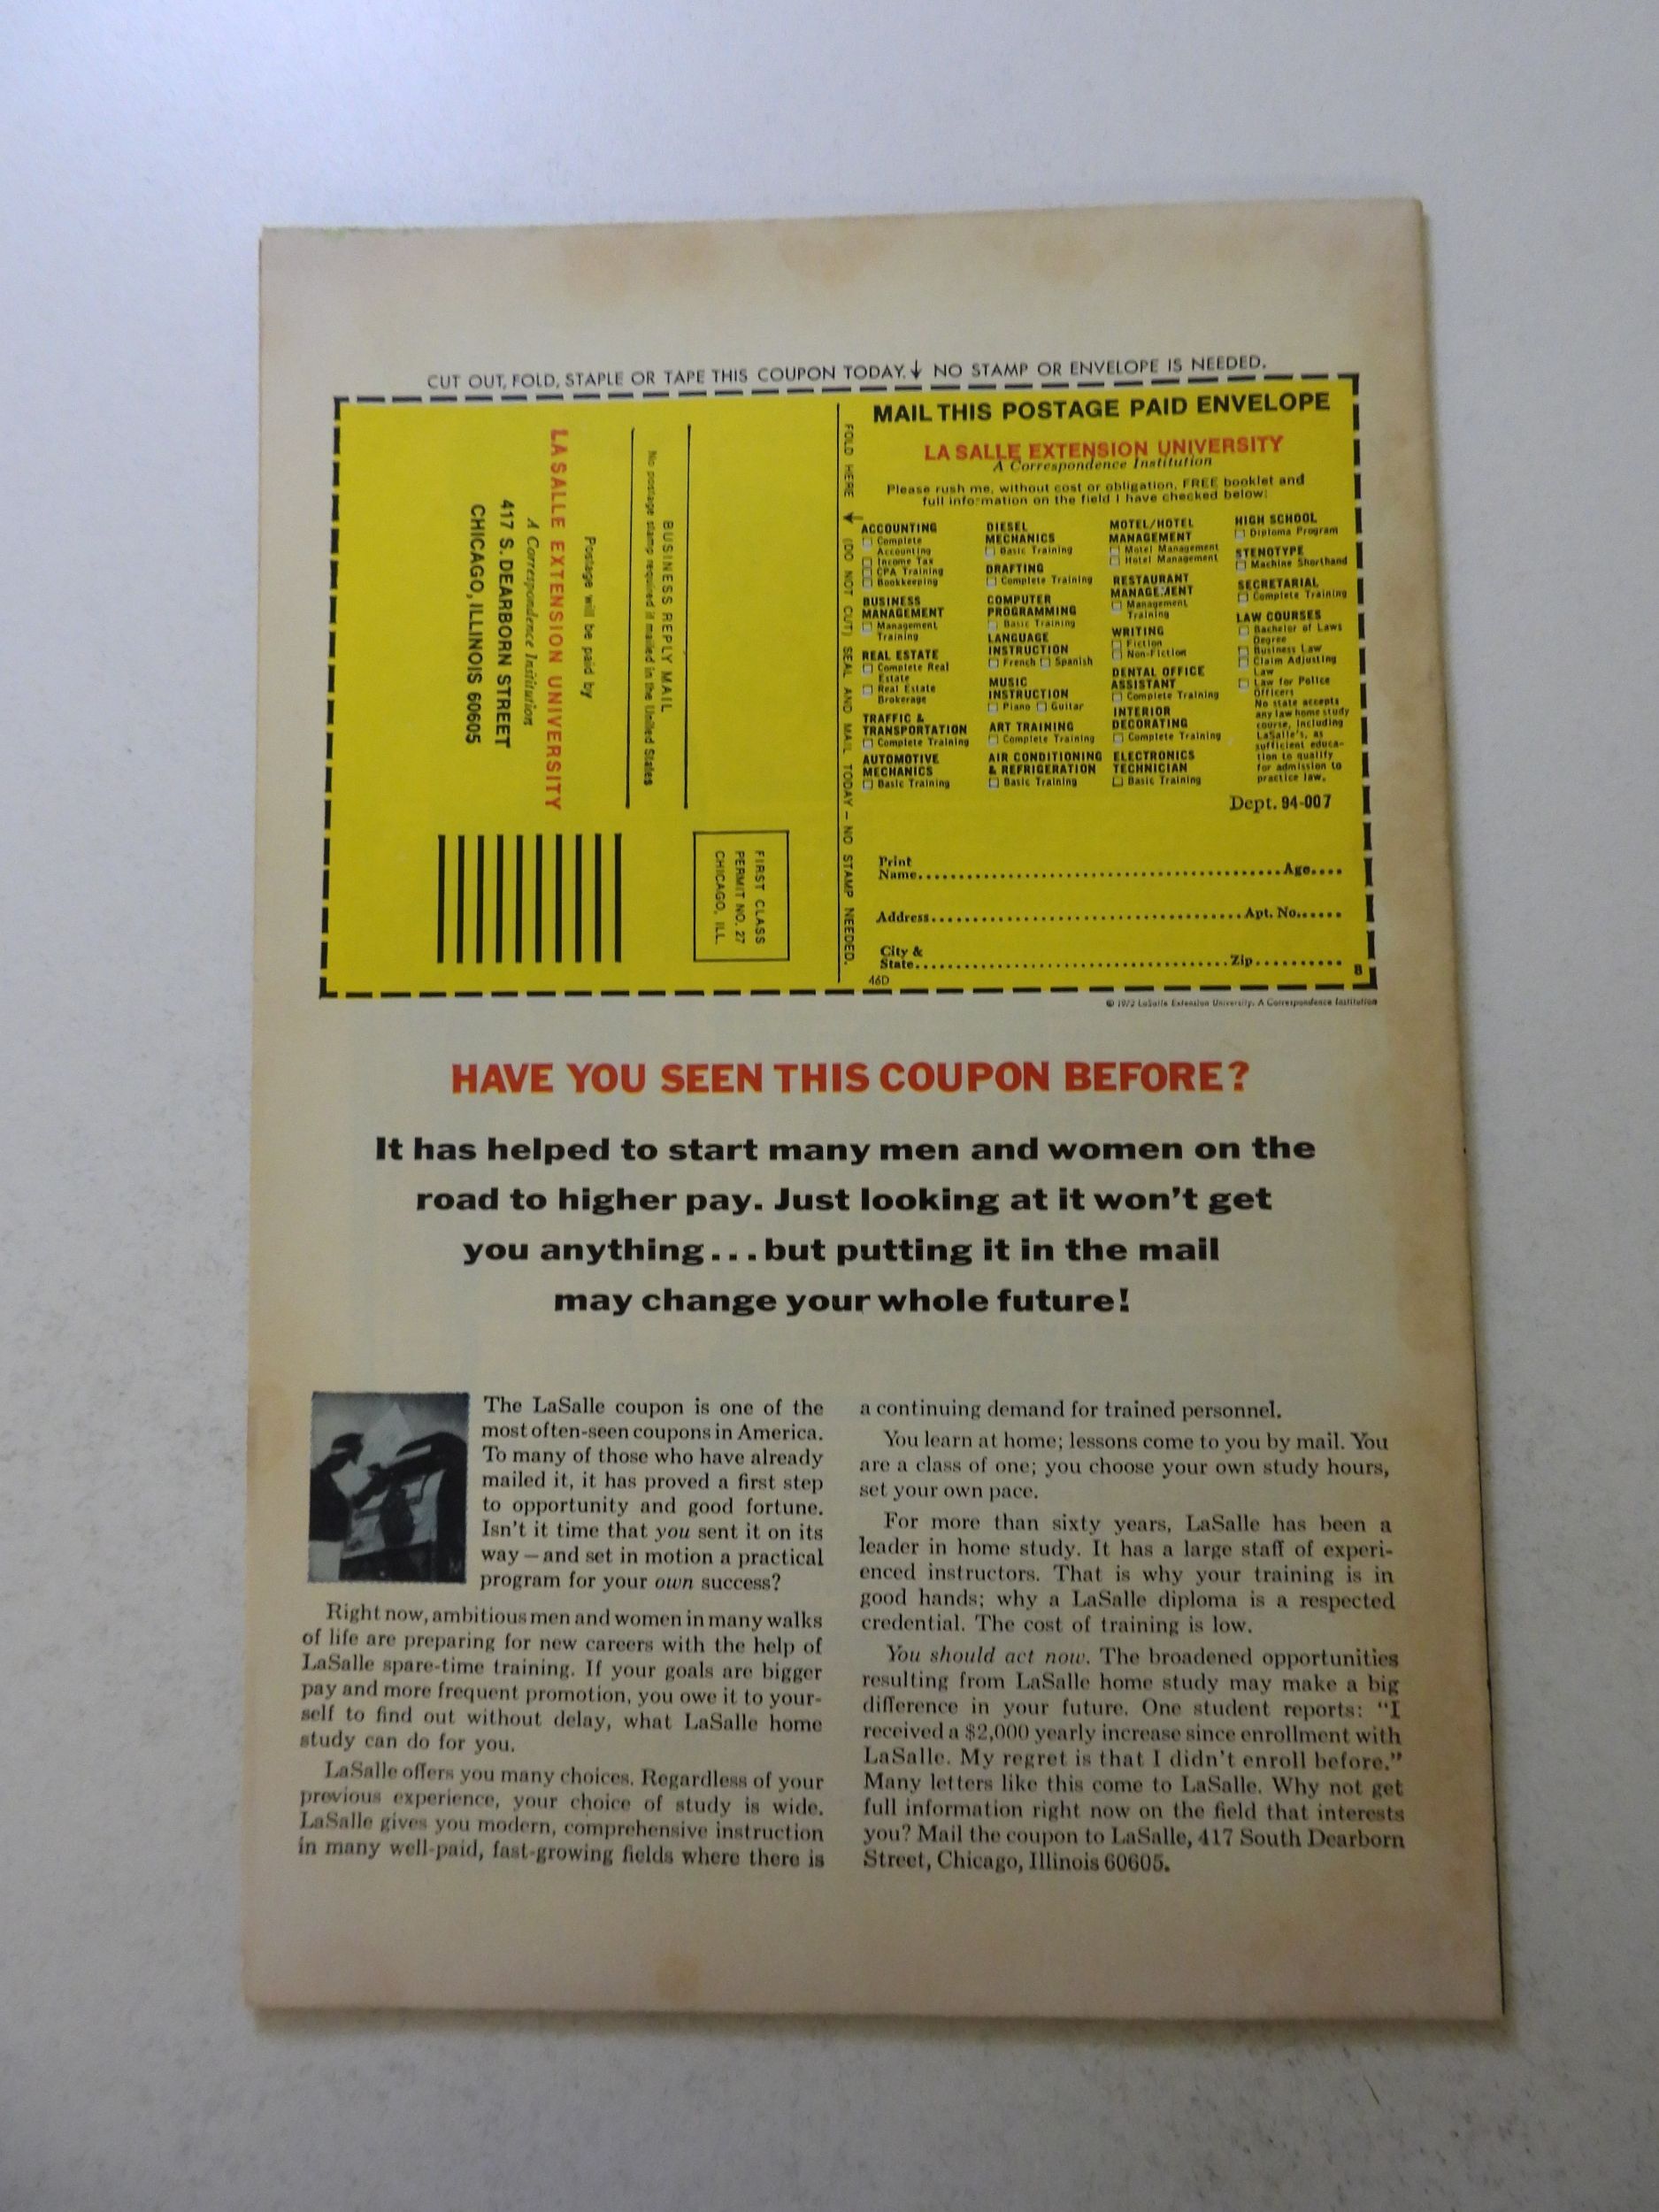 CUT OUT, FOLD, STAPLE OR TAPE THIS COUPON TODAY.↓ NO STAMP OR ENVELOPE IS NEEDED.
FIRST CLASS
PERMIT NO. 27
CHICAGO, ILL.
BUSINESS REPLY MAIL
No postage stamp required if mailed in the United States
Postage will be paid by
LA SALLE EXTENSION UNIVERSITY
A Correspondence Institution
417 S. DEARBORN STREET
CHICAGO, ILLINOIS 60605
FOLD HERE ↓ (DO NOT CUT) SEAL AND MAIL TODAY — NO STAMP NEEDED.
MAIL THIS POSTAGE PAID ENVELOPE
LA SALLE EXTENSION UNIVERSITY
A Correspondence Institution
Please rush me, without cost or obligation, FREE booklet and
full information on the field I have checked below:
ACCOUNTING
Complete
Accounting
Income Tax
CPA Training
Bookkeeping
BUSINESS
MANAGEMENT
Management
Training
REAL ESTATE
Complete Real
Estate
Real Estate
Brokerage
TRAFFIC &
TRANSPORTATION
Complete Training
AUTOMOTIVE
MECHANICS
Basic Training
DIESEL
MECHANICS
Basic Training
DRAFTING
Complete Training
COMPUTER
PROGRAMMING
Basic Training
LANGUAGE
INSTRUCTION
French Spanish
MUSIC
INSTRUCTION
Piano Guitar
ART TRAINING
Complete Training
AIR CONDITIONING
& REFRIGERATION
Basic Training
MOTEL/HOTEL
MANAGEMENT
Motel Management
Hotel Management
RESTAURANT
MANAGEMENT
Management
Training
WRITING
Fiction
Non-Fiction
DENTAL OFFICE
ASSISTANT
Complete Training
INTERIOR
DECORATING
Complete Training
ELECTRONICS
TECHNICIAN
Basic Training
HIGH SCHOOL
Diploma Program
STENOTYPE
Machine Shorthand
SECRETARIAL
Complete Training
LAW COURSES
Bachelor of Laws
Degree
Business Law
Claim Adjusting
Law
Law for Police
Officers
No state accepts
any law home study
course, including
LaSalle's, as
sufficient educa-
tion to qualify
for admission to
practice law.
Dept. 94-007
Print
Name........ Age....
Address........ Apt. No......
City &
State........ Zip..........
46D B
© 1972 LaSalle Extension University. A Correspondence Institution
HAVE YOU SEEN THIS COUPON BEFORE?
It has helped to start many men and women on the
road to higher pay. Just looking at it won't get
you anything...but putting it in the mail
may change your whole future!
The LaSalle coupon is one of the
most often-seen coupons in America.
To many of those who have already
mailed it, it has proved a first step
to opportunity and good fortune.
Isn't it time that you sent it on its
way—and set in motion a practical
program for your own success?
Right now, ambitious men and women in many walks
of life are preparing for new careers with the help of
LaSalle spare-time training. If your goals are bigger
pay and more frequent promotion, you owe it to your-
self to find out without delay, what LaSalle home
study can do for you.
LaSalle offers you many choices. Regardless of your
previous experience, your choice of study is wide.
LaSalle gives you modern, comprehensive instruction
in many well-paid, fast-growing fields where there is
a continuing demand for trained personnel.
You learn at home; lessons come to you by mail. You
are a class of one; you choose your own study hours,
set your own pace.
For more than sixty years, LaSalle has been a
leader in home study. It has a large staff of experi-
enced instructors. That is why your training is in
good hands; why a LaSalle diploma is a respected
credential. The cost of training is low.
You should act now. The broadened opportunities
resulting from LaSalle home study may make a big
difference in your future. One student reports: "I
received a $2,000 yearly increase since enrollment with
LaSalle. My regret is that I didn't enroll before."
Many letters like this come to LaSalle. Why not get
full information right now on the field that interests
you? Mail the coupon to LaSalle, 417 South Dearborn
Street, Chicago, Illinois 60605.